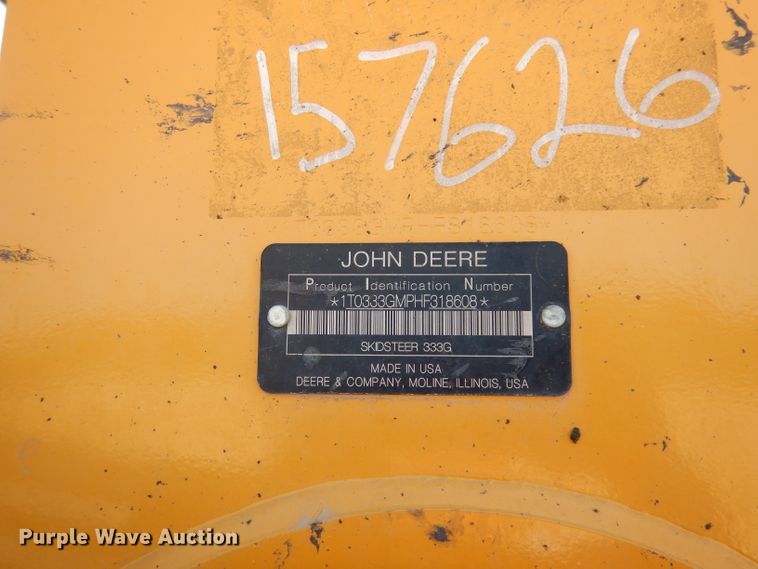 157626
JOHN DEERE
Product Identification Number
*1T0333GMPHF318608*
SKIDSTEER 333G
MADE IN USA
DEERE & COMPANY, MOLINE, ILLINOIS, USA
Purple Wave Auction